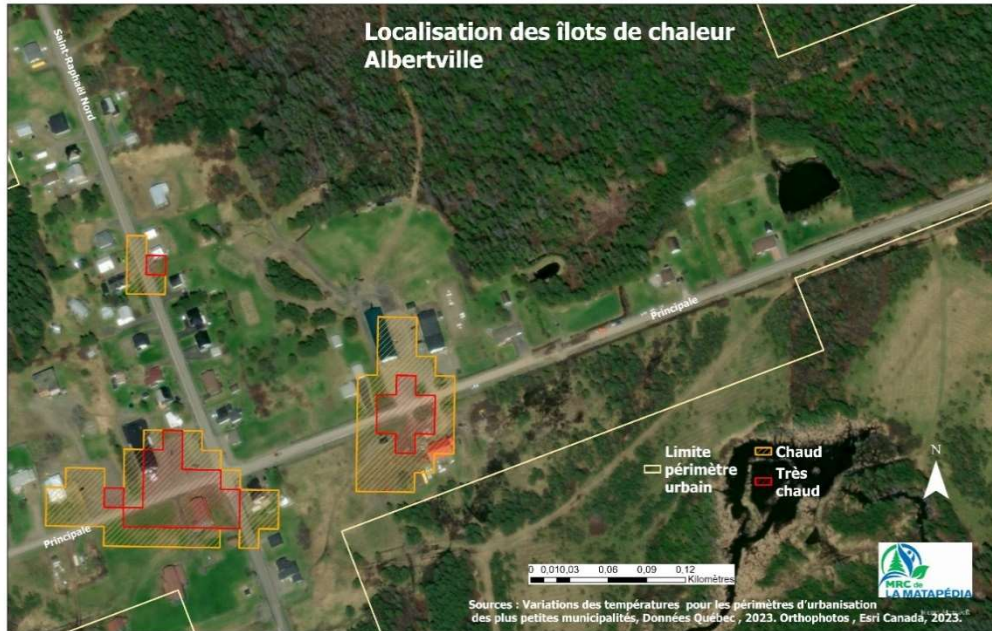 Localisation des îlots de chaleur
Albertville
Saint-Raphaël Nord
Principale
Principale
Limite
périmètre
urbain
Chaud
Très
chaud
N
0 0,010,03 0,06 0,09 0,12
Kilomètres
MRC de
LA MATAPÉDIA
Sources : Variations des températures pour les périmètres d'urbanisation
des plus petites municipalités, Données Québec , 2023. Orthophotos , Esri Canada, 2023.